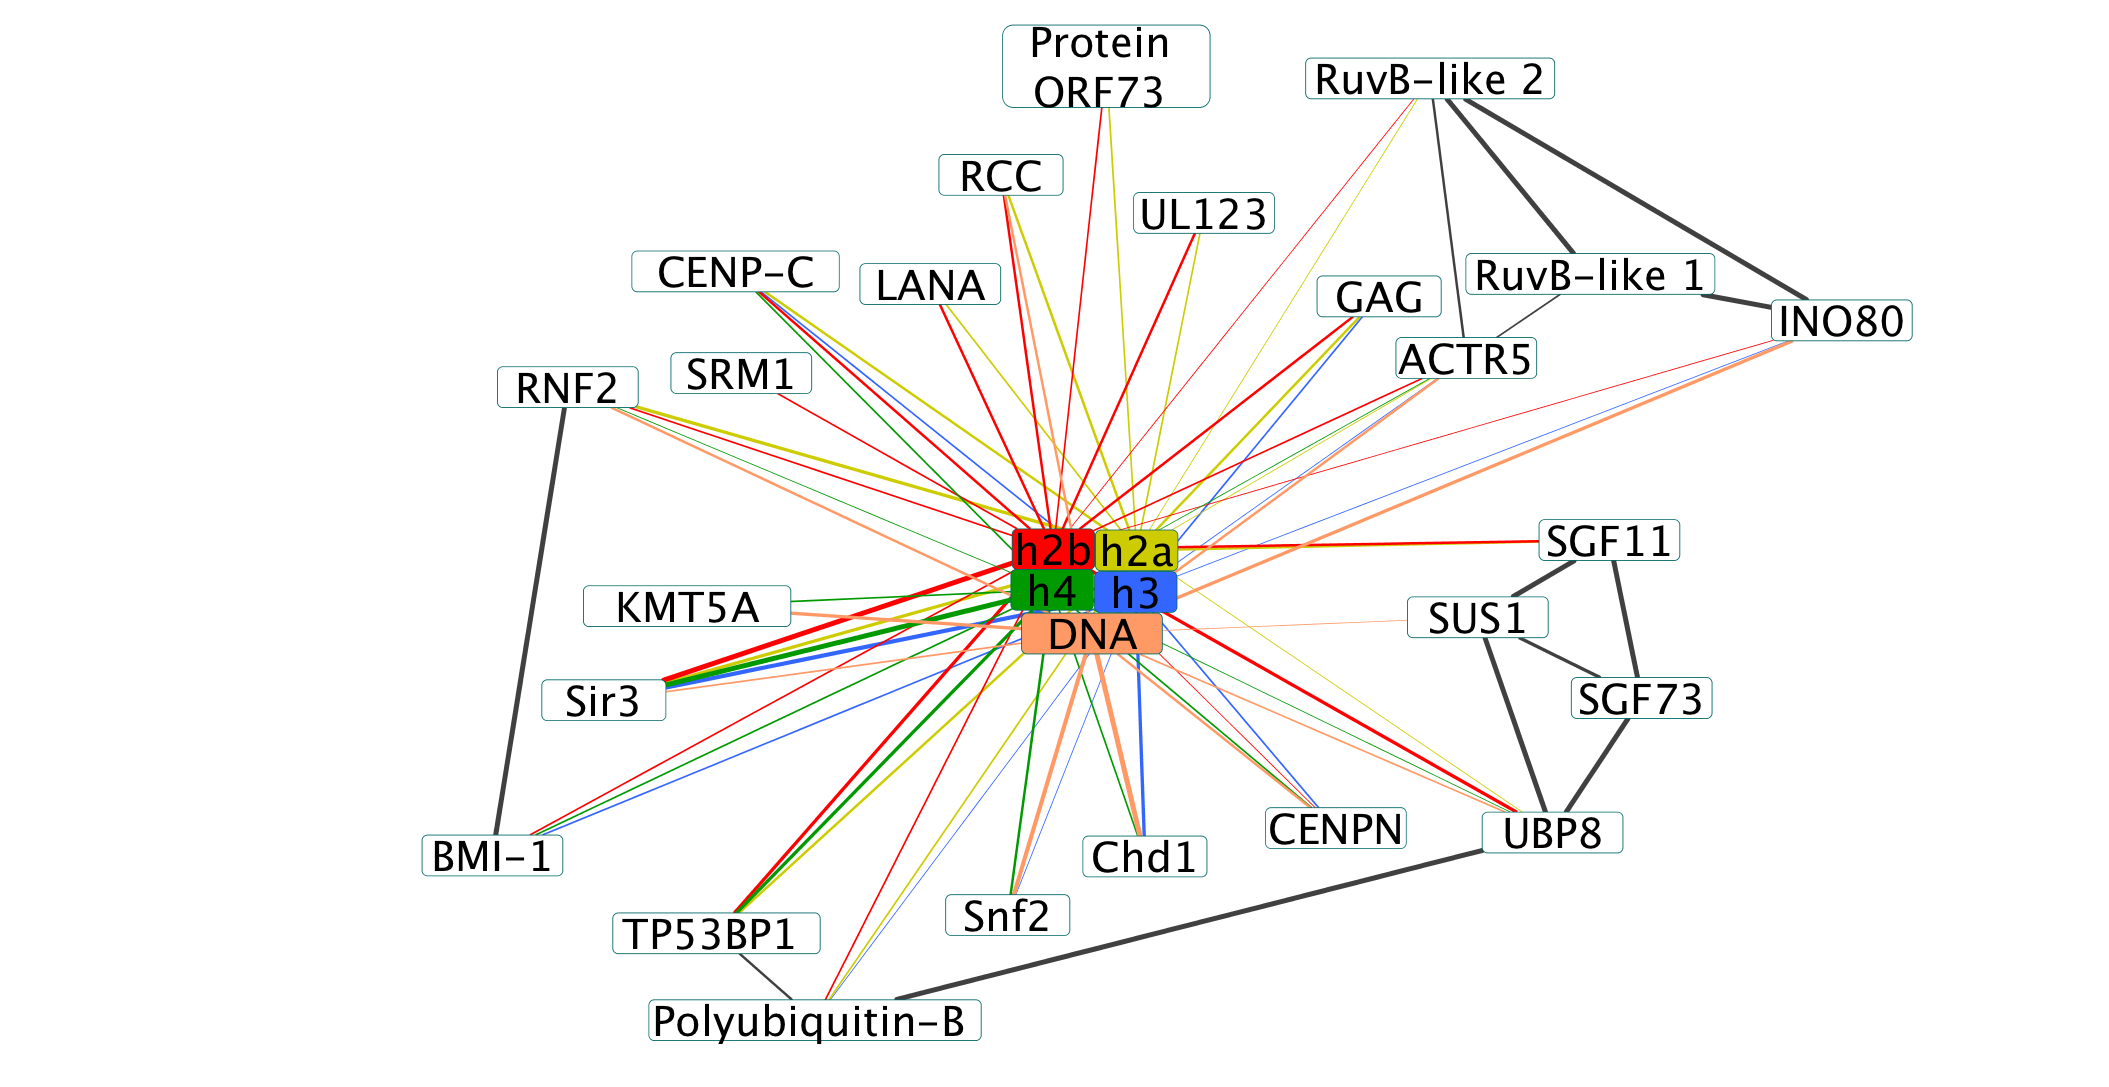 Protein
ORF73
RuvB-like 2
RCC
UL123
CENP-C
LANA
GAG
RuvB-like 1
INO80
SRM1
ACTR5
RNF2
h2b
h2a
SGF11
h4
h3
KMT5A
SUS1
DNA
Sir3
SGF73
CENPN
UBP8
BMI-1
Chd1
Snf2
TP53BP1
Polyubiquitin-B